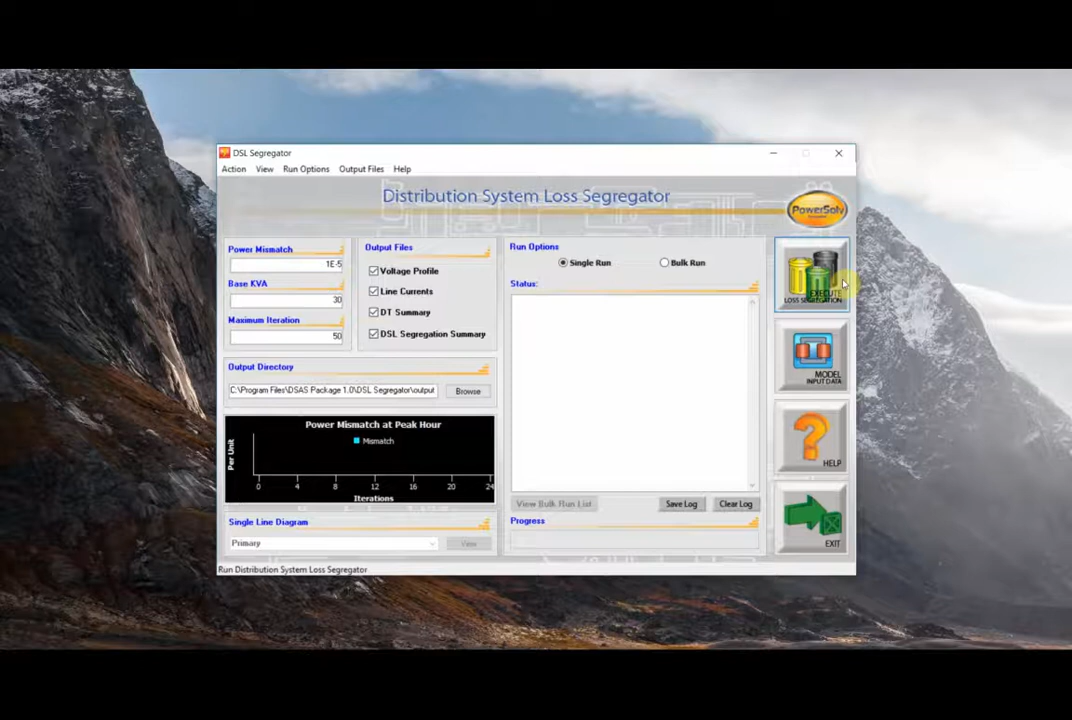 DSL Segregator
Action View Run Options Output Files Help
Distribution System Loss Segregator
PowerSolv
Power Mismatch
1E-5
Base KVA
30
Maximum Iteration
50
Output Files
Voltage Profile
Line Currents
DT Summary
DSL Segregation Summary
Run Options
Single Run Bulk Run
Status:
Output Directory
C:\Program Files\DSAS Package 1.0\DSL Segregator\output Browse
Power Mismatch at Peak Hour
Mismatch
Per Unit
0 4 8 12 16 20 24
Iterations
Single Line Diagram
Primary View
View Bulk Run List Save Log Clear Log
Progress
EXECUTE
LOSS SEGREGATION
MODEL
INPUT DATA
HELP
EXIT
Run Distribution System Loss Segregator